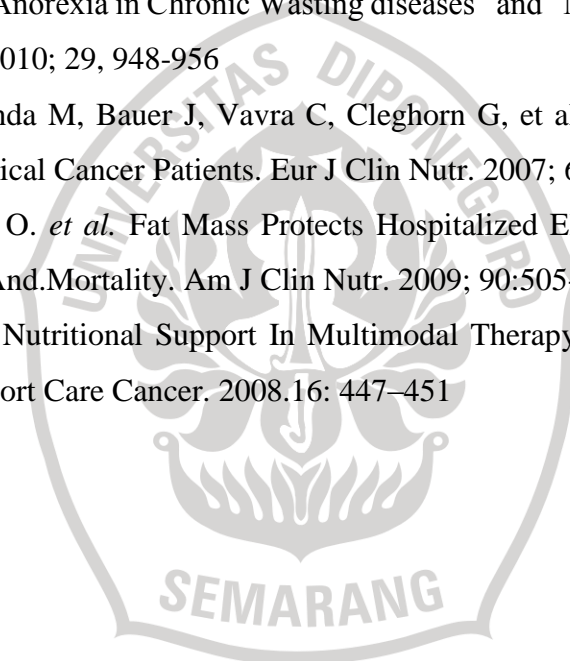 Anorexia in Chronic Wasting diseases and
010; 29, 948-956
nda M, Bauer J, Vavra C, Cleghorn G, et al
ical Cancer Patients. Eur J Clin Nutr. 2007; 6
O. et al. Fat Mass Protects Hospitalized E
And.Mortality. Am J Clin Nutr. 2009; 90:505-
Nutritional Support In Multimodal Therapy
ort Care Cancer. 2008.16: 447–451
UNIVERSITAS DIPONEGORO
SEMARANG